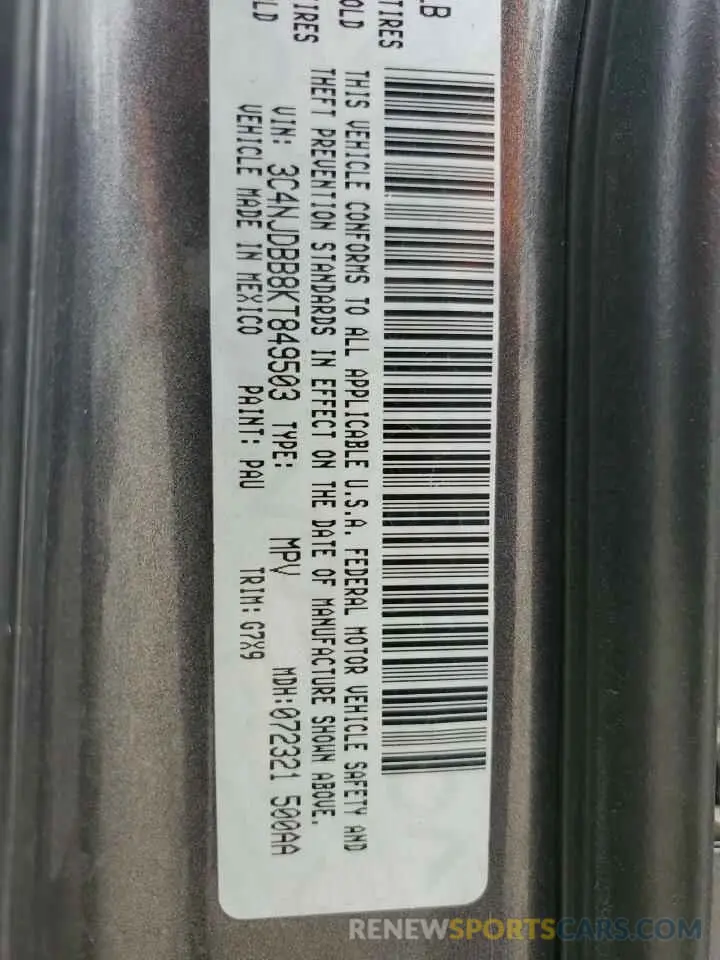 LB
TIRES
OLD
IRES
LD
THIS VEHICLE CONFORMS TO ALL APPLICABLE U.S.A. FEDERAL MOTOR VEHICLE SAFETY AND
THEFT PREVENTION STANDARDS IN EFFECT ON THE DATE OF MANUFACTURE SHOWN ABOVE.
VIN: 3C4NJDBB8KT849503 TYPE: MPV MDH:072321 500AA
VEHICLE MADE IN MEXICO PAINT: PAU TRIM: G7X9
RENEWSPORTSCARS.COM